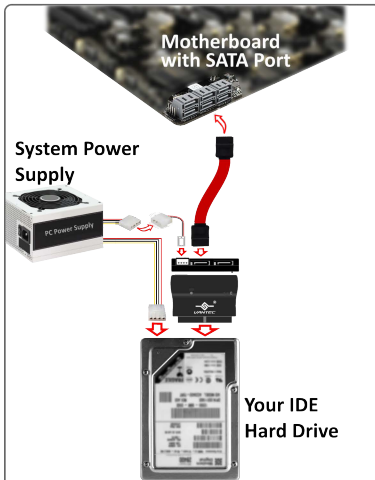 Motherboard
with SATA Port
System Power
Supply
PC Power Supply
VANTEC
Your IDE
Hard Drive